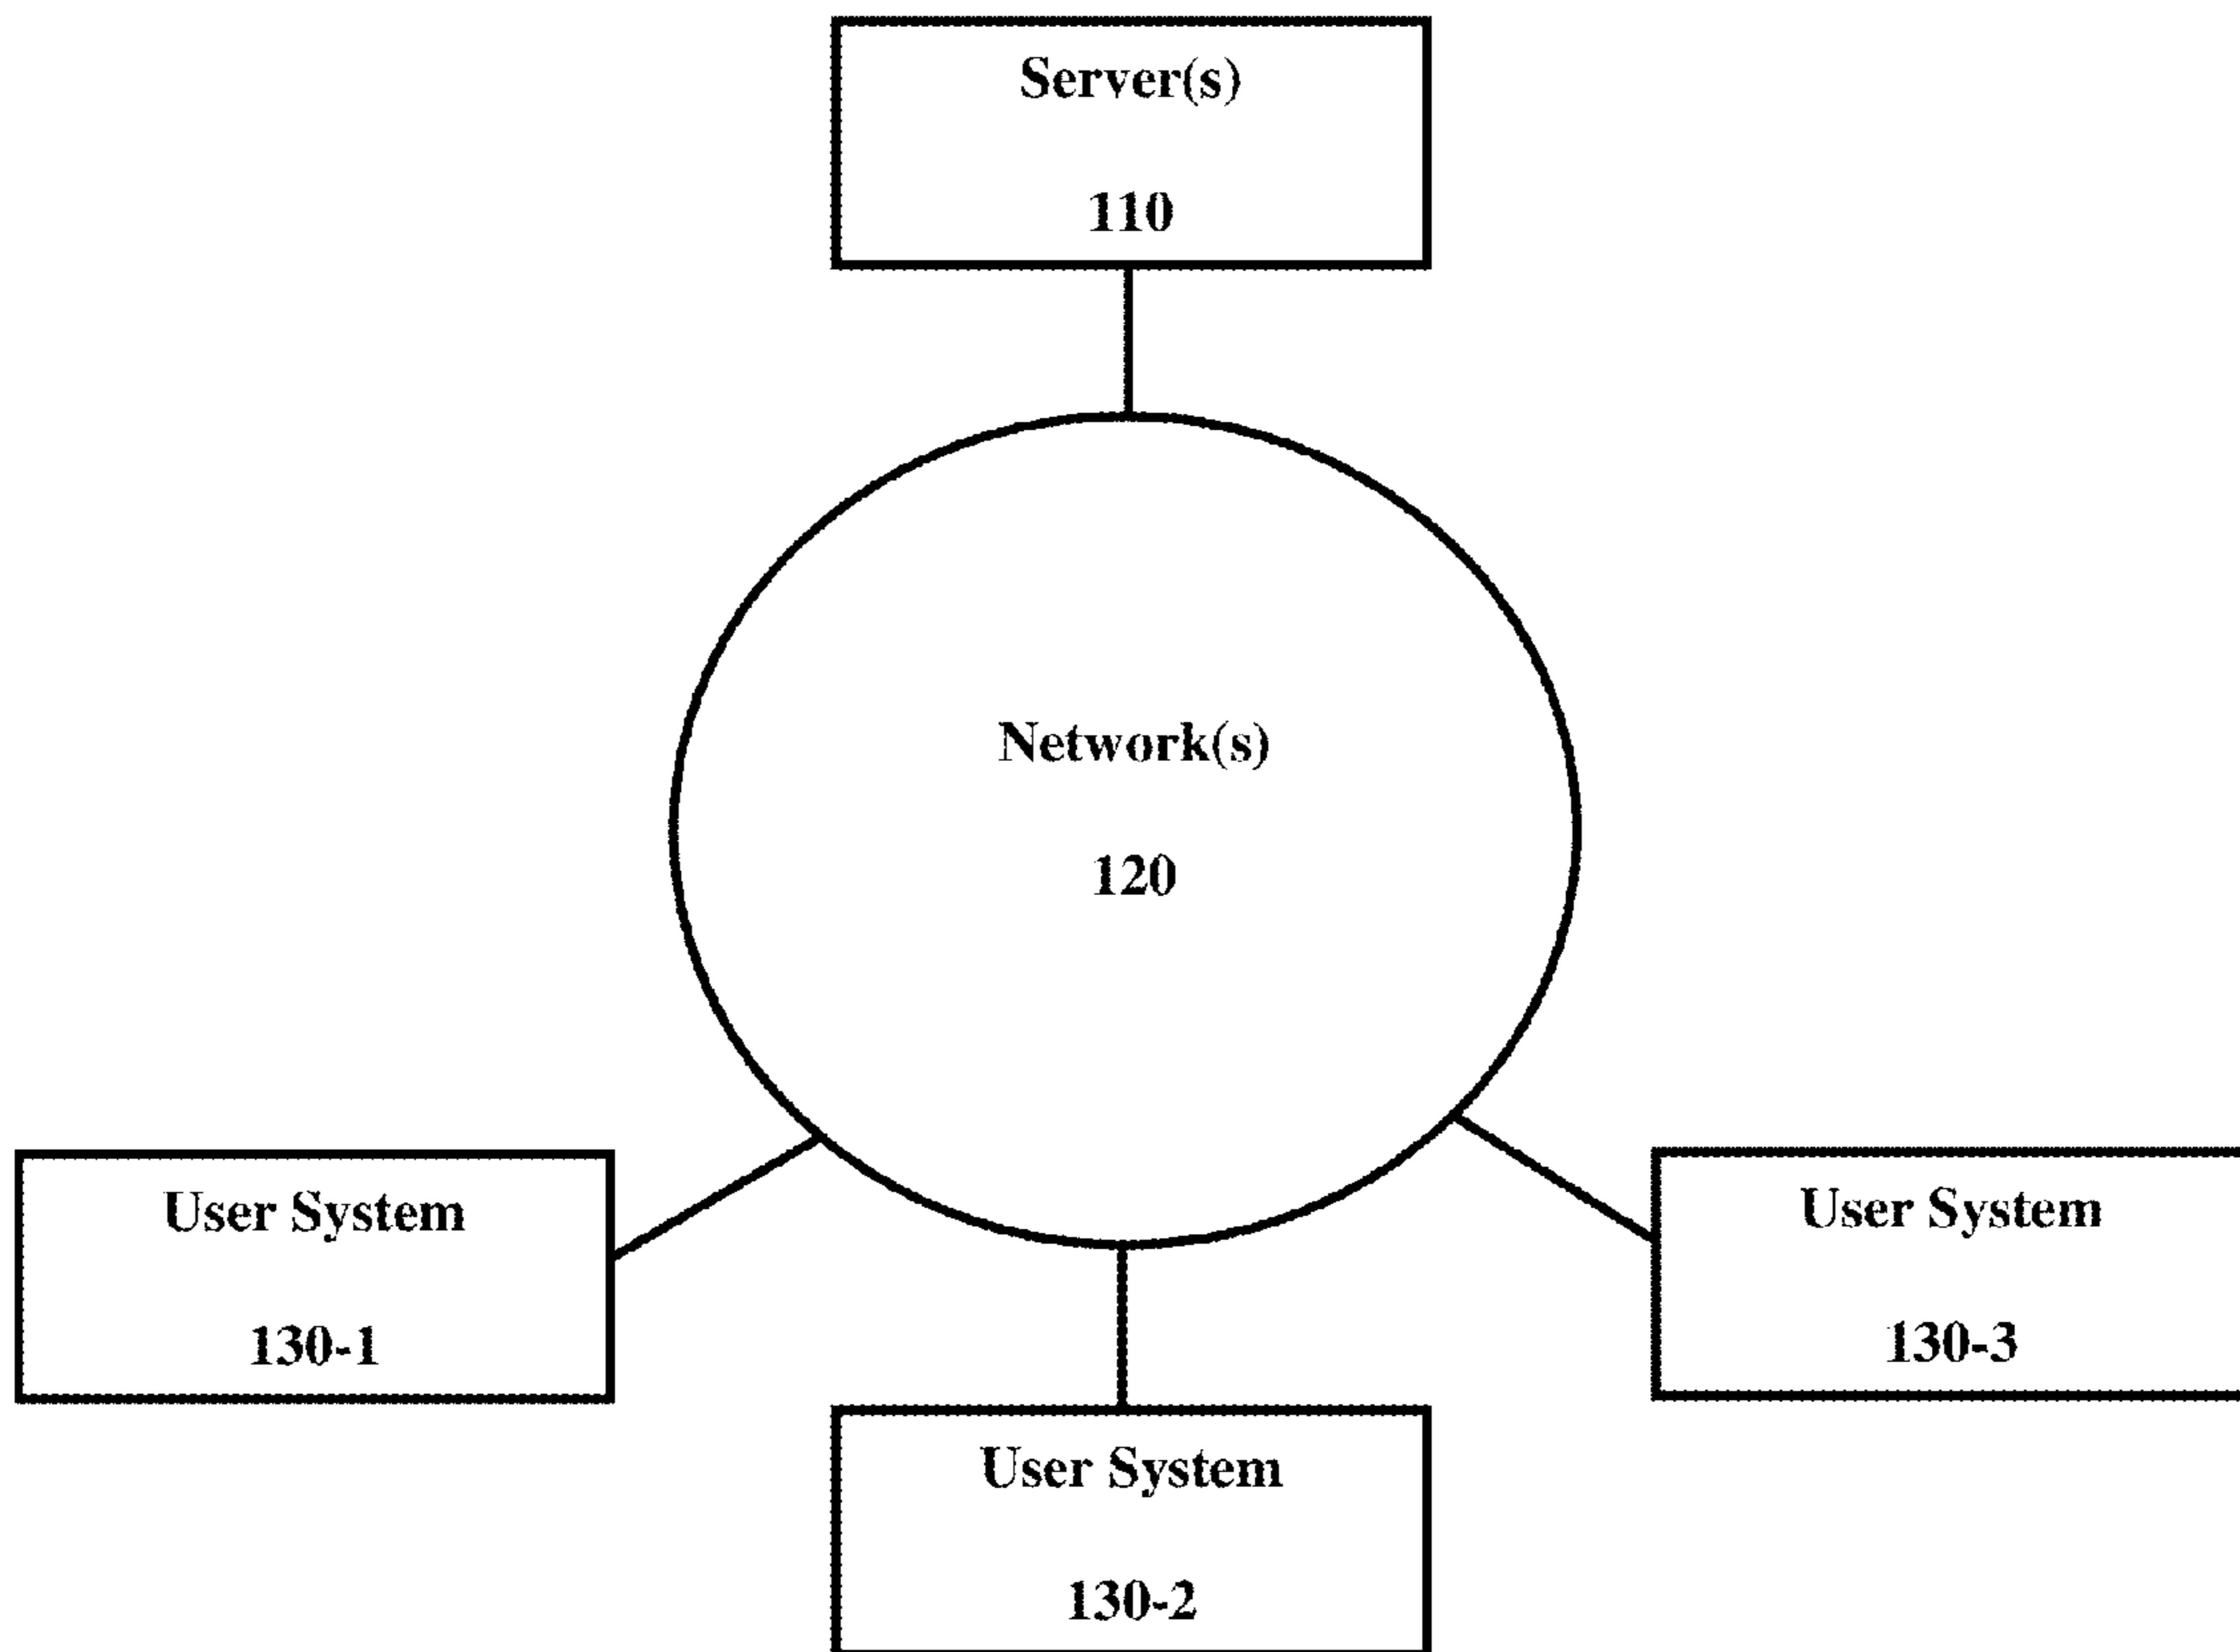 Server(s)
110
Network(s)
120
User System
130-1
User System
130-2
User System
130-3